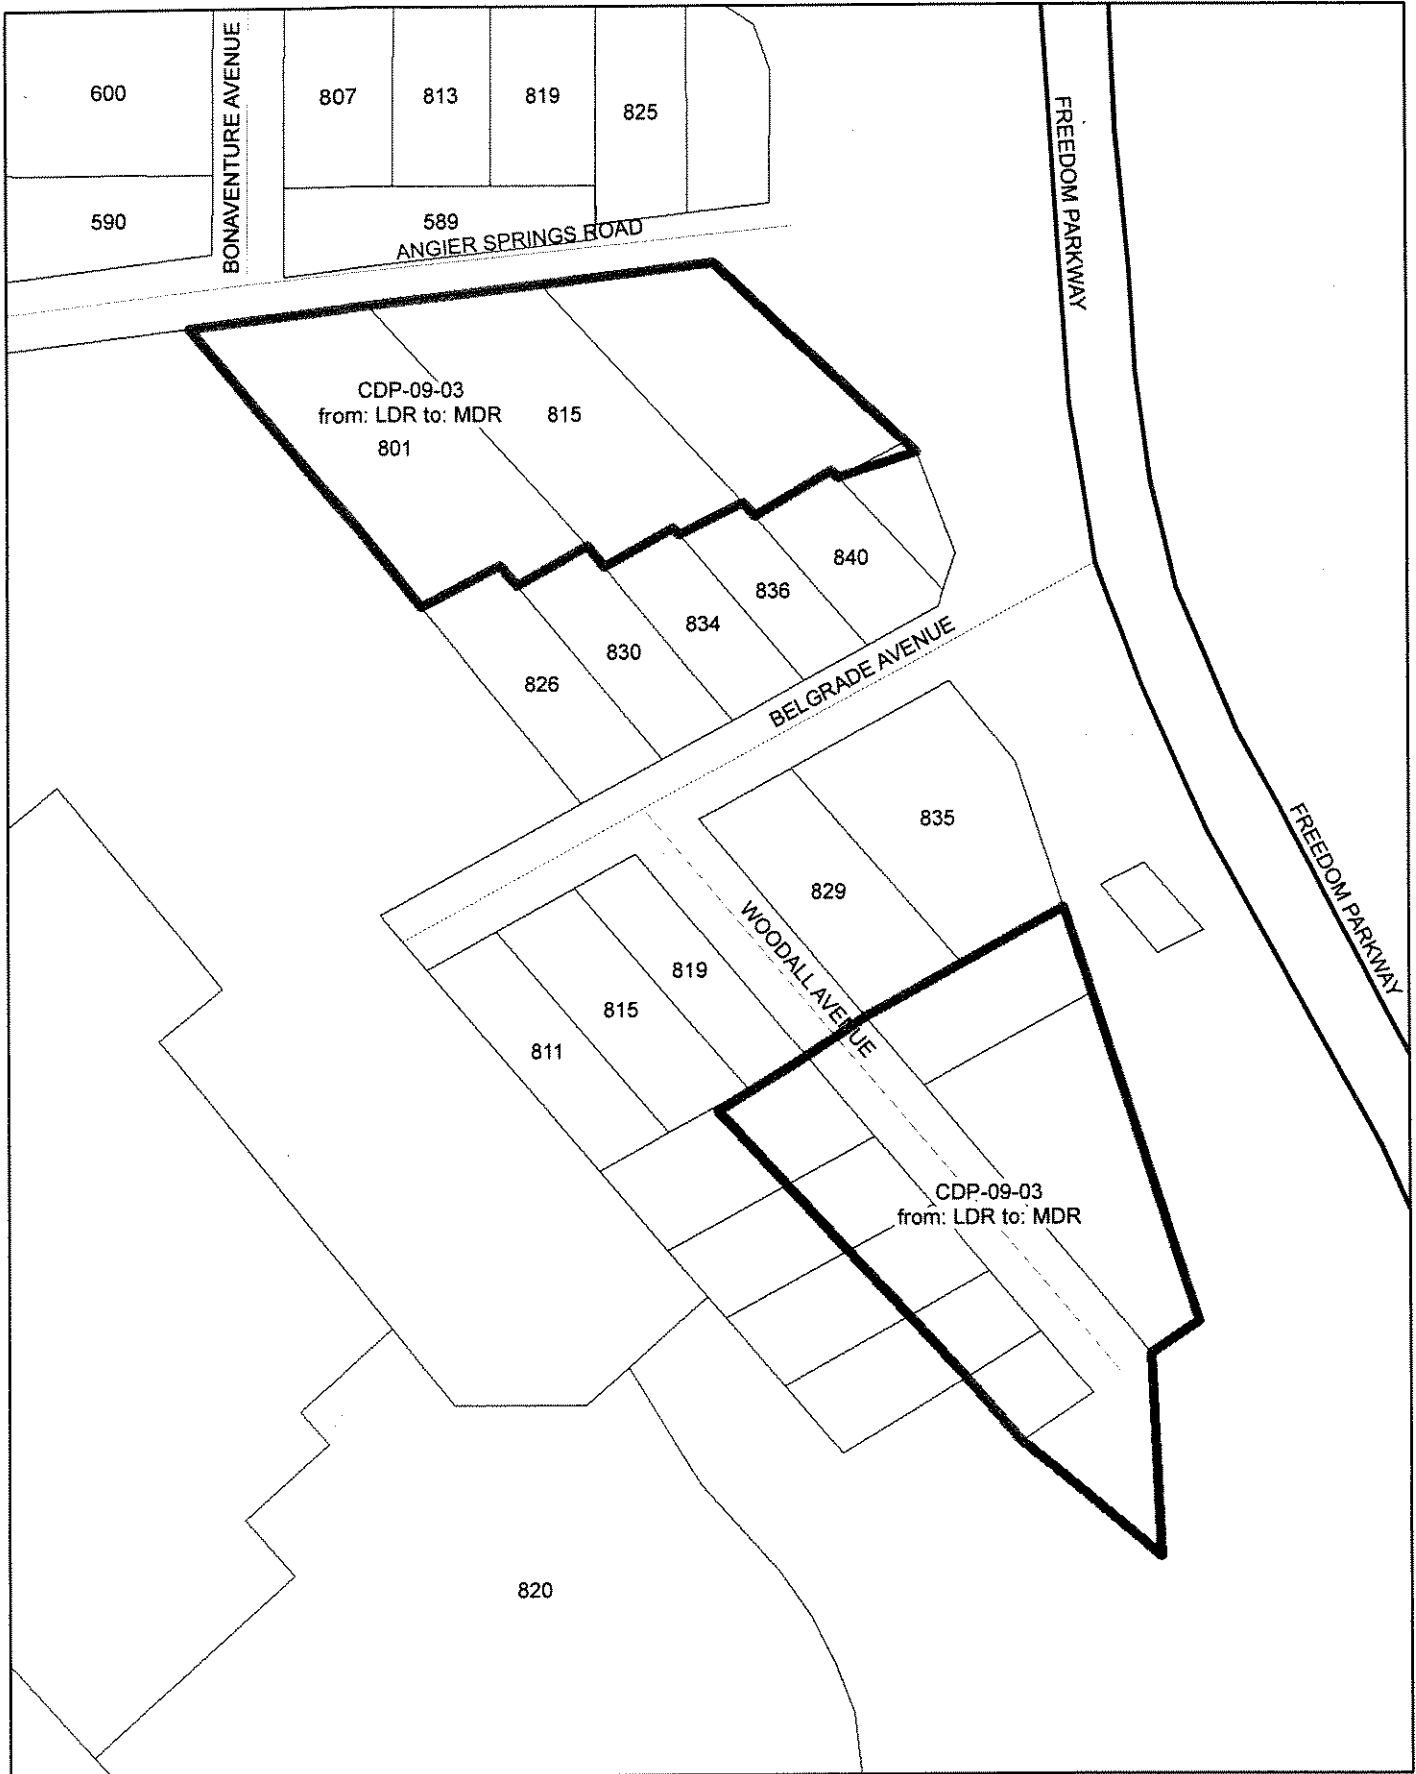 600
BONAVENTURE AVENUE
807
813
819
825
FREEDOM PARKWAY
590
589
ANGIER SPRINGS ROAD
CDP-09-03
from: LDR to: MDR
801
815
840
836
834
830
826
BELGRADE AVENUE
835
829
FREEDOM PARKWAY
WOODALL AVENUE
819
815
811
CDP-09-03
from: LDR to: MDR
820